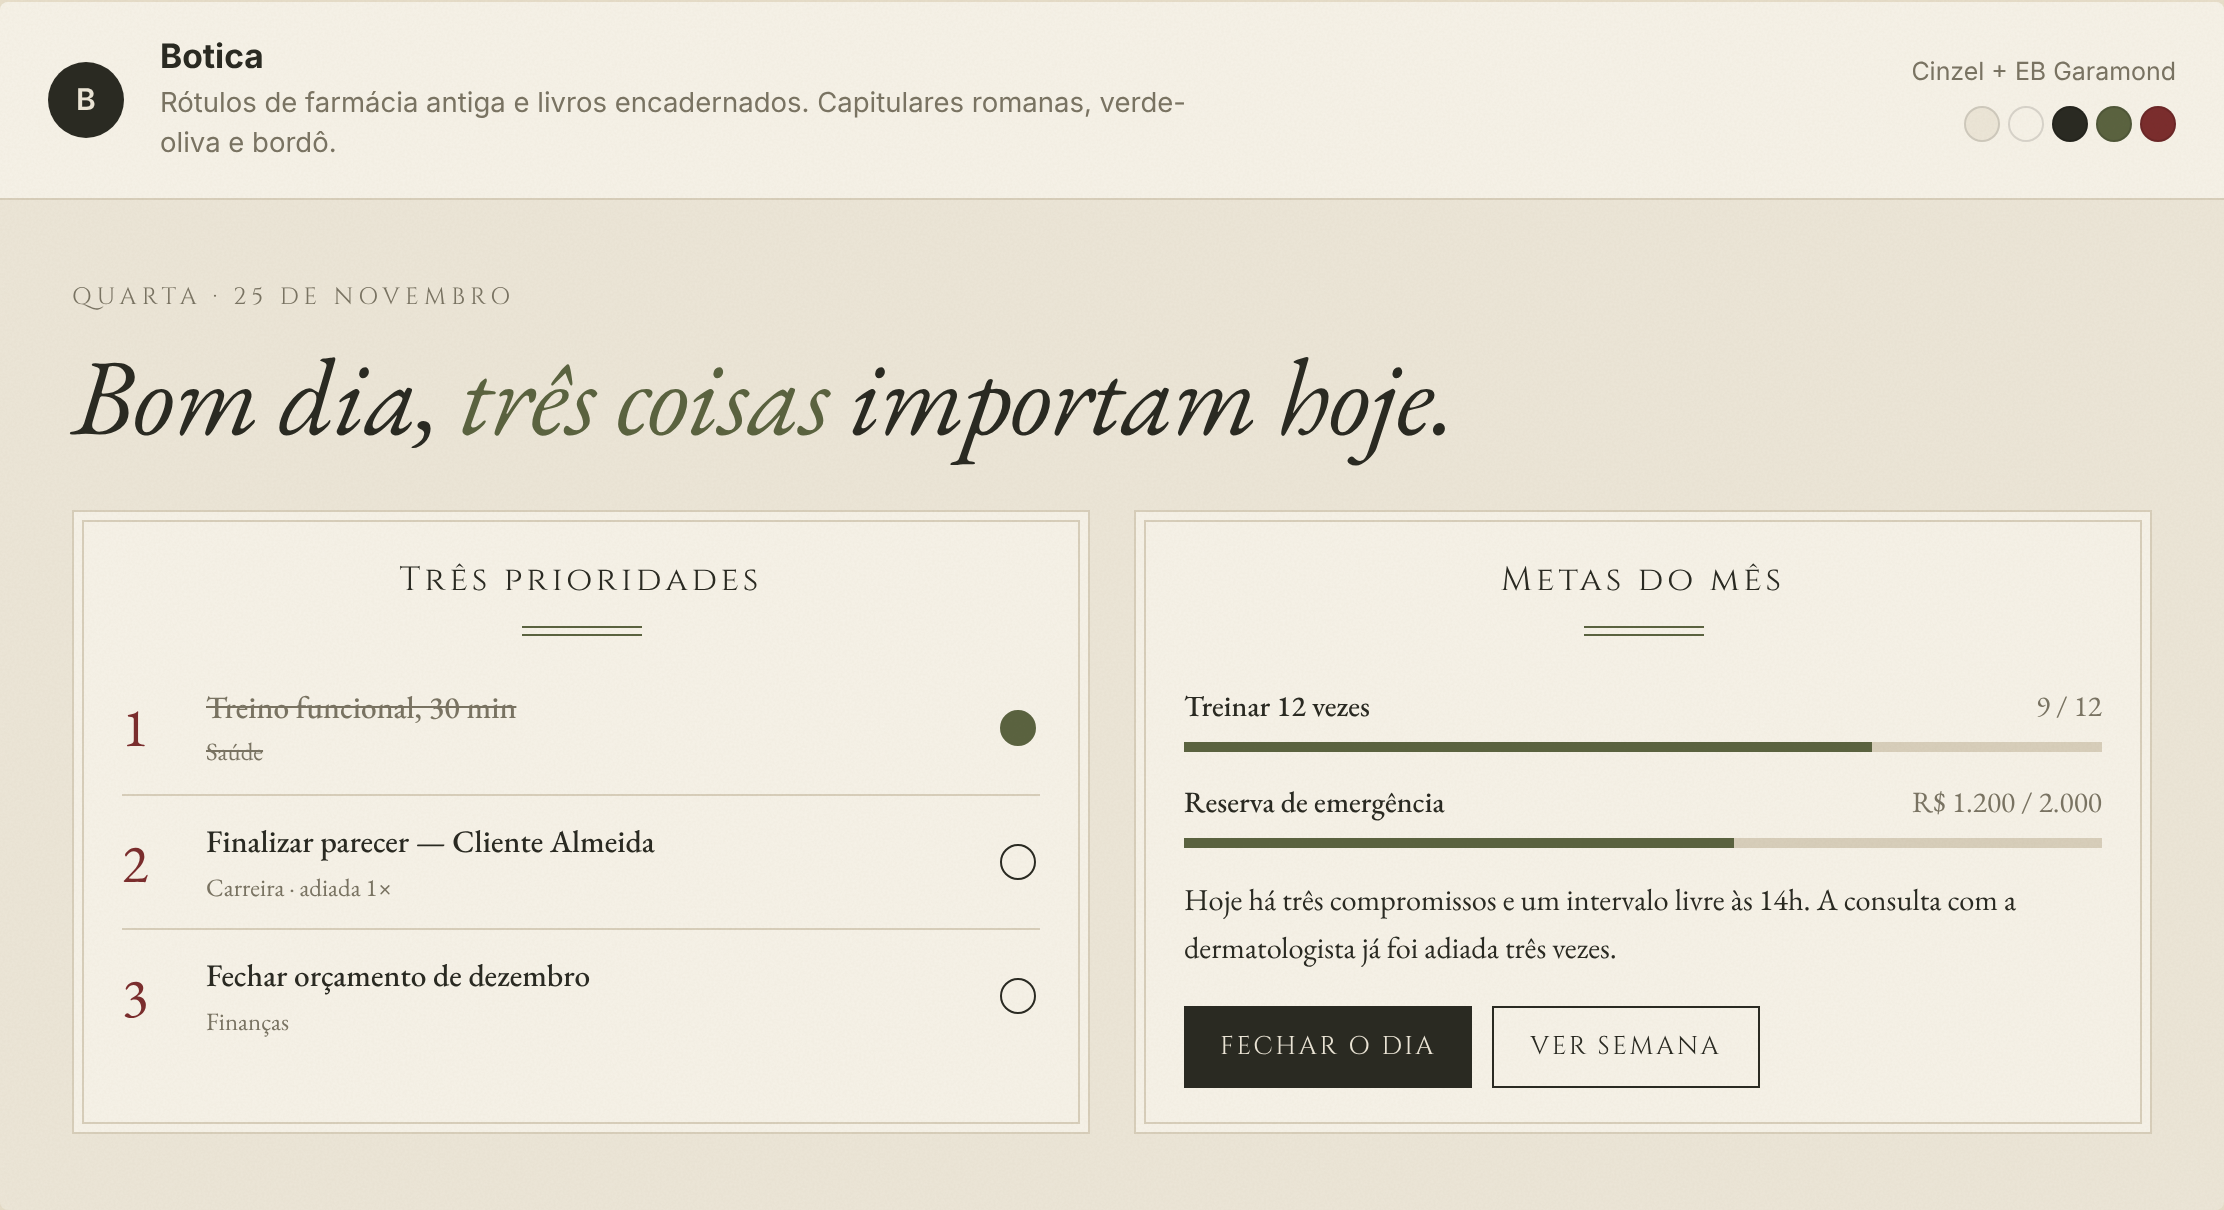 B
Botica
Rótulos de farmácia antiga e livros encadernados. Capitulares romanas, verde-
oliva e bordô.
Cinzel + EB Garamond
QUARTA · 25 DE NOVEMBRO
Bom dia, três coisas importam hoje.
Três prioridades
1
Treino funcional, 30 min
Saúde
2
Finalizar parecer — Cliente Almeida
Carreira · adiada 1×
3
Fechar orçamento de dezembro
Finanças
Metas do mês
Treinar 12 vezes
9 / 12
Reserva de emergência
R$ 1.200 / 2.000
Hoje há três compromissos e um intervalo livre às 14h. A consulta com a
dermatologista já foi adiada três vezes.
FECHAR O DIA
VER SEMANA